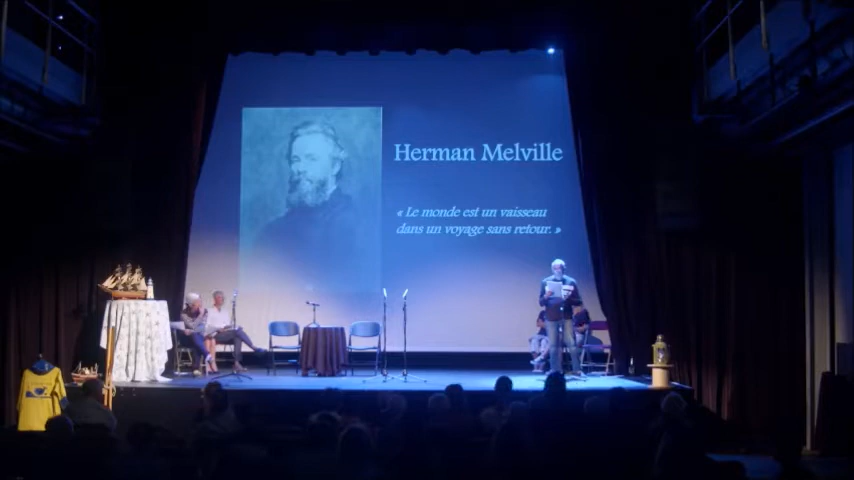 Herman Melville
« Le monde est un vaisseau
dans un voyage sans retour. »